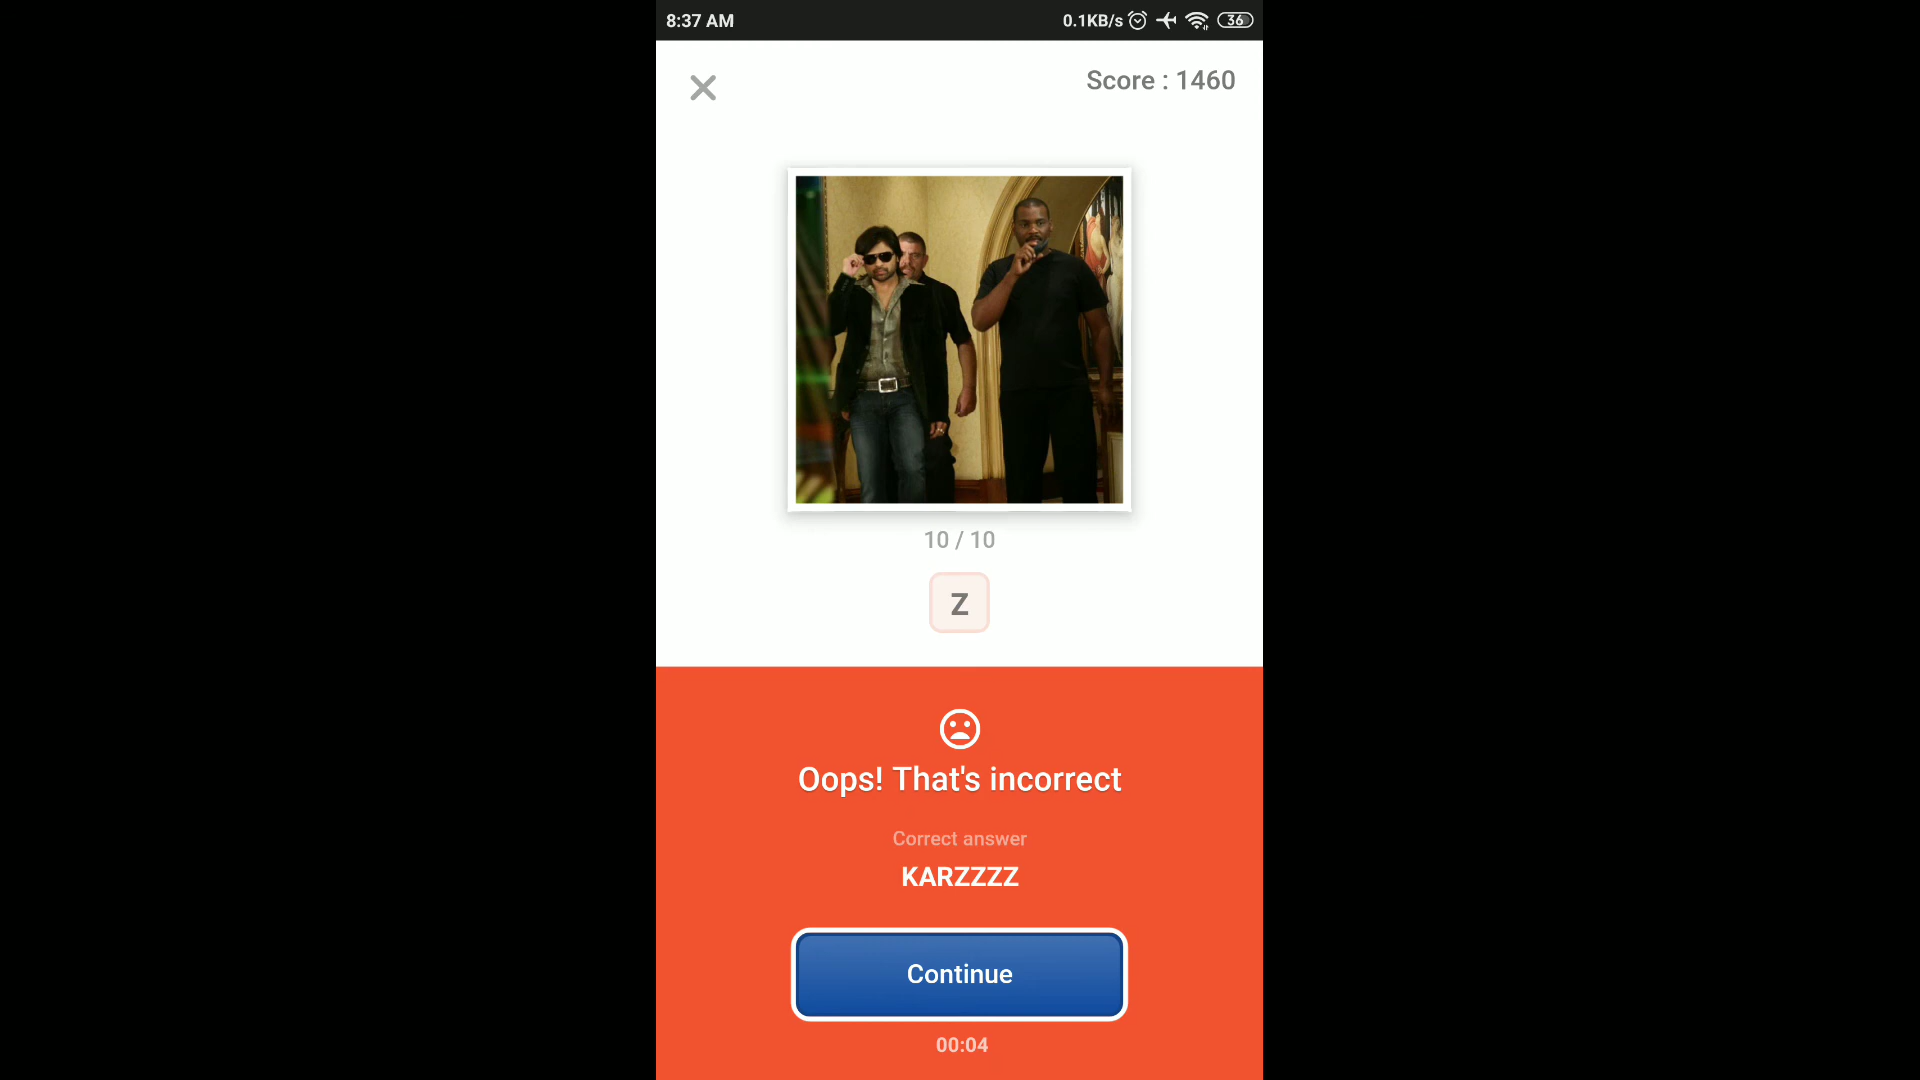 8:37 AM 0.1KB/s 36
Score : 1460
10 / 10
Z
Oops! That's incorrect
Correct answer
KARZZZZ
Continue
00:04